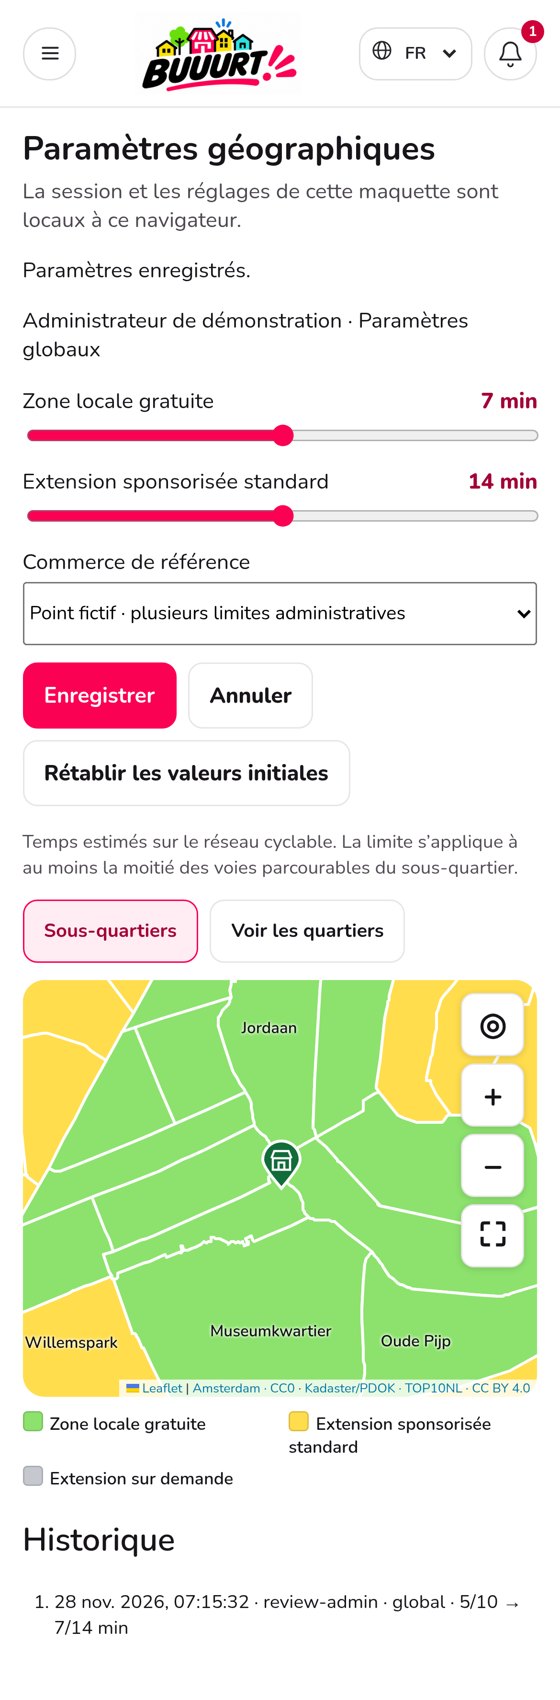 BUUURT!
FR
1
Paramètres géographiques
La session et les réglages de cette maquette sont
locaux à ce navigateur.
Paramètres enregistrés.
Administrateur de démonstration · Paramètres
globaux
Zone locale gratuite
7 min
Extension sponsorisée standard
14 min
Commerce de référence
Point fictif · plusieurs limites administratives
Enregistrer
Annuler
Rétablir les valeurs initiales
Temps estimés sur le réseau cyclable. La limite s’applique à
au moins la moitié des voies parcourables du sous-quartier.
Sous-quartiers
Voir les quartiers
Jordaan
+
−
Willemspark
Museumkwartier
Oude Pijp
Leaflet | Amsterdam · CC0 · Kadaster/PDOK · TOP10NL · CC BY 4.0
Zone locale gratuite
Extension sponsorisée
standard
Extension sur demande
Historique
1. 28 nov. 2026, 07:15:32 · review-admin · global · 5/10 →
7/14 min